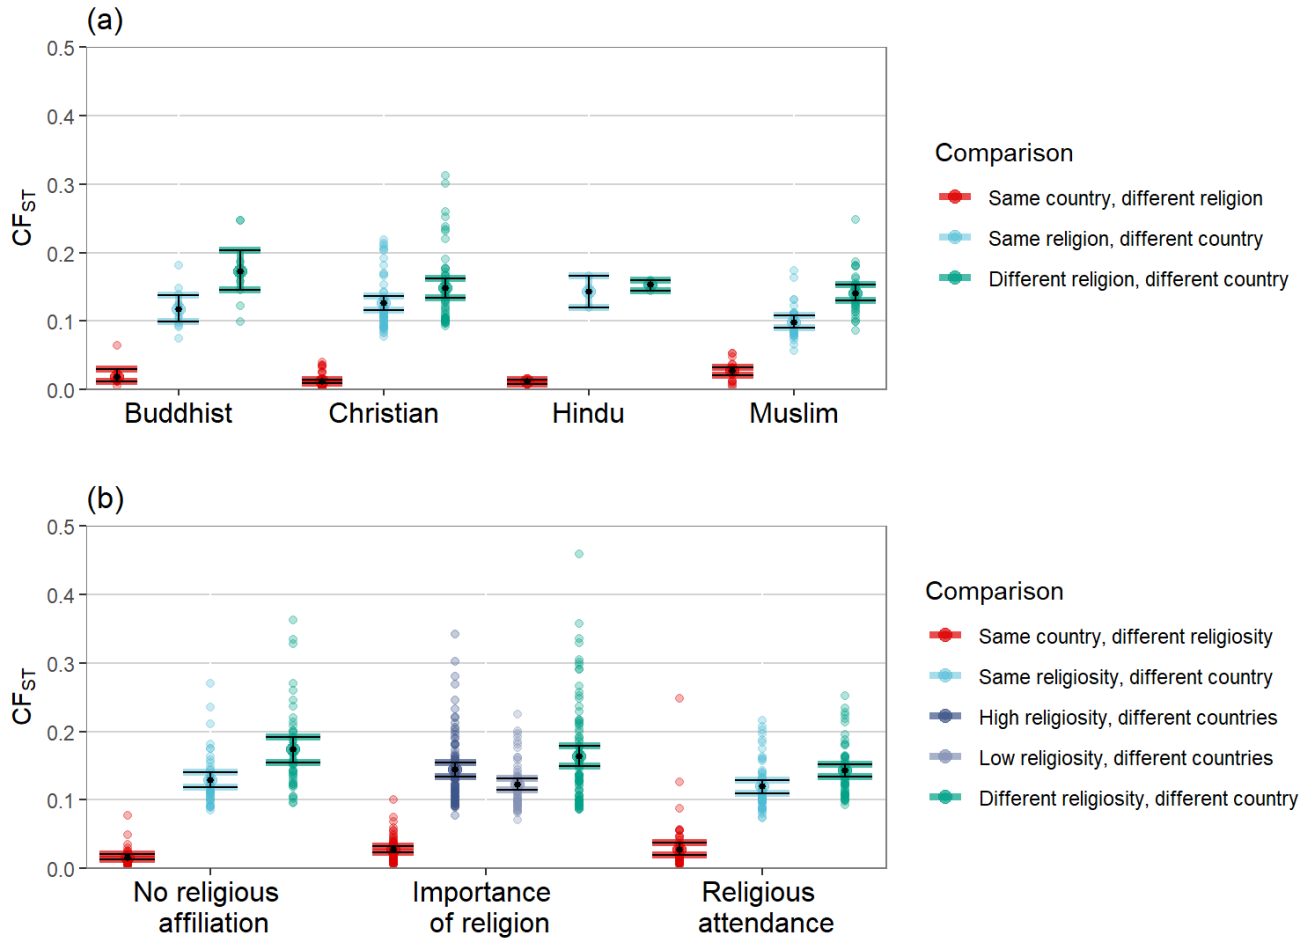 (a)
0.5
0.4
0.3
0.2
0.1
0.0
CFST
Buddhist
Christian
Hindu
Muslim
Comparison
Same country, different religion
Same religion, different country
Different religion, different country
(b)
0.5
0.4
0.3
0.2
0.1
0.0
CFST
No religious
affiliation
Importance
of religion
Religious
attendance
Comparison
Same country, different religiosity
Same religiosity, different country
High religiosity, different countries
Low religiosity, different countries
Different religiosity, different country